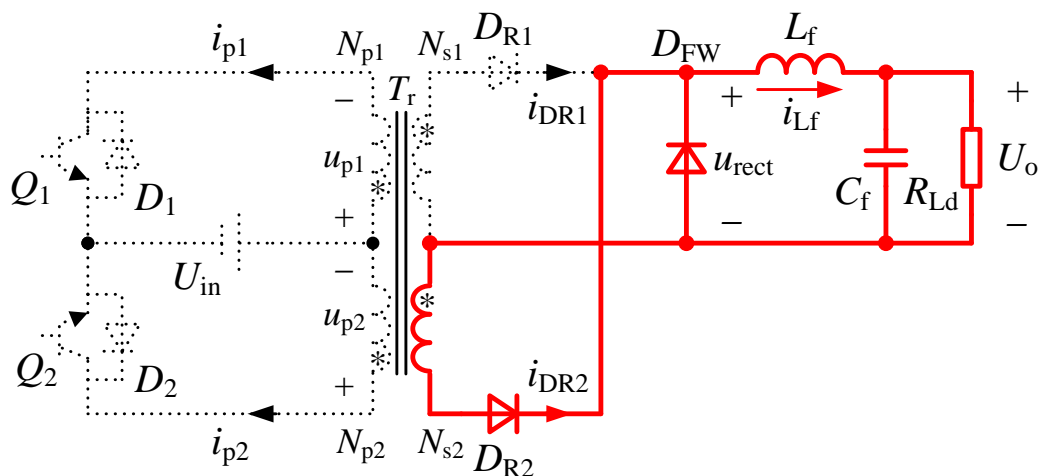 i_p1 N_p1 N_s1 D_R1 D_FW L_f
− T_r + i_Lf +
* i_DR1
u_p1 u_rect U_o
Q_1 D_1 * C_f R_Ld
+ − −
U_in −
u_p2 *
Q_2 D_2 * i_DR2
+
i_p2 N_p2 N_s2 D_R2